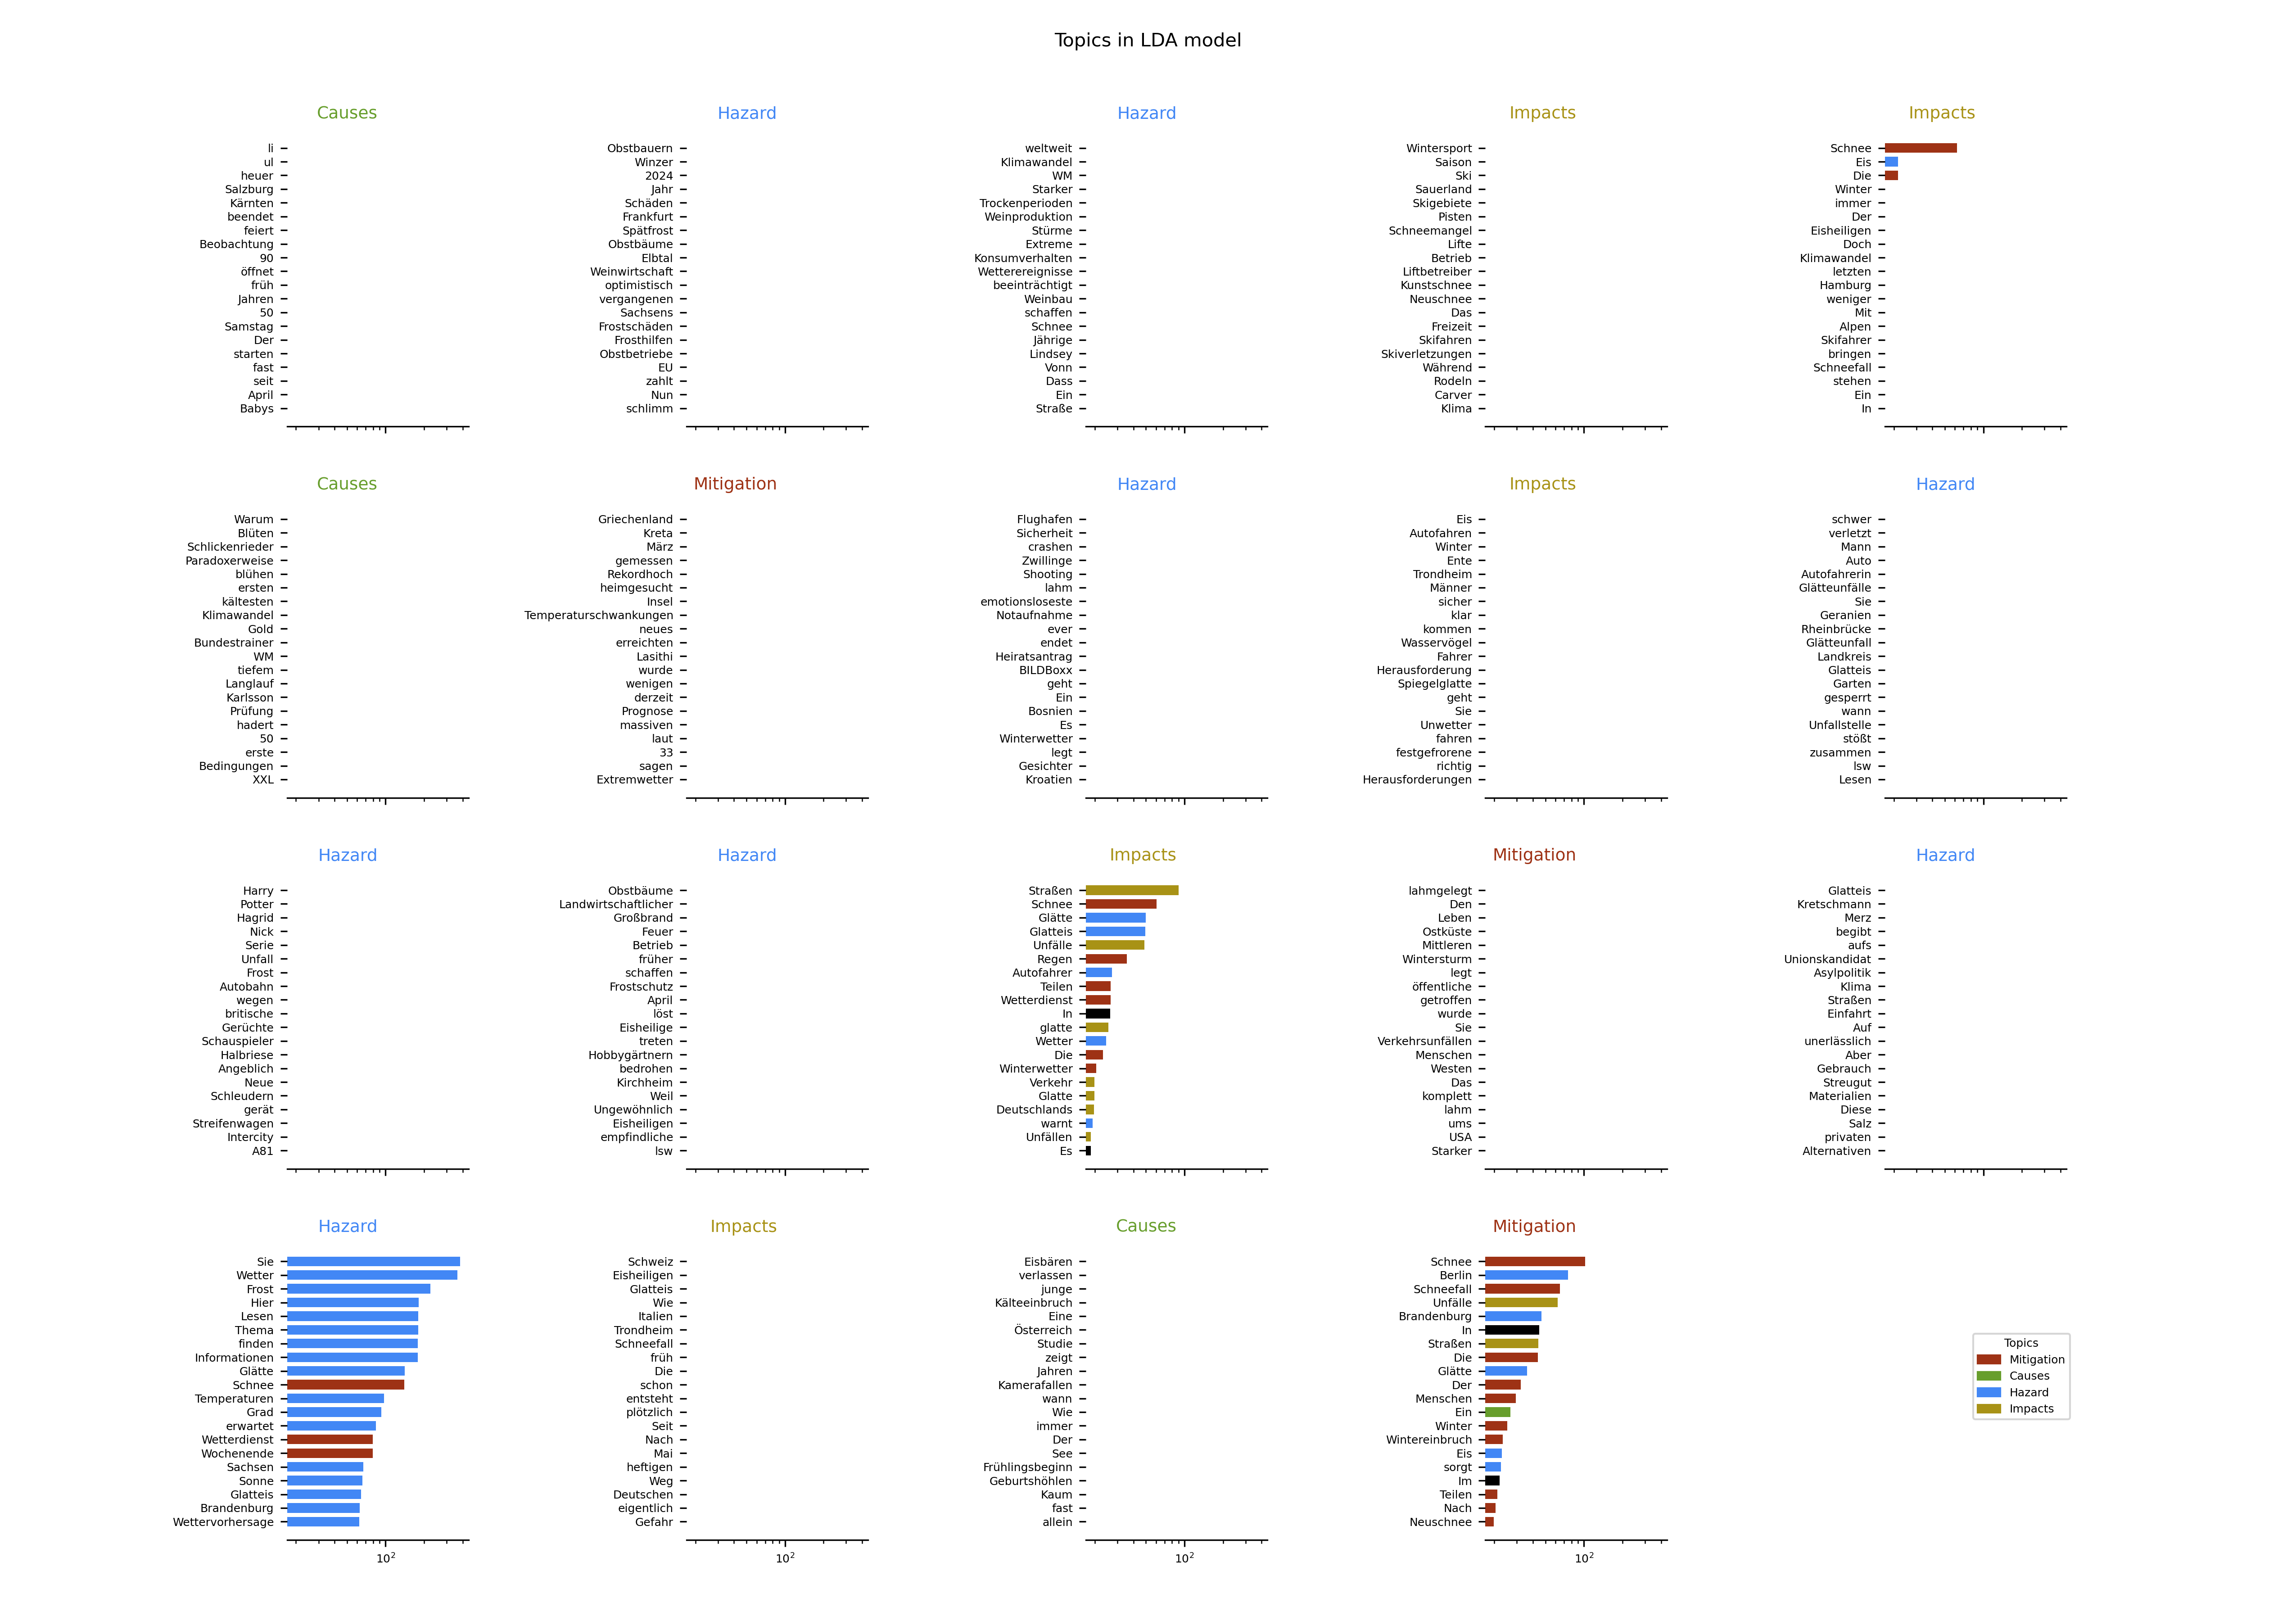 Topics in LDA model
Causes
li
ul
heuer
Salzburg
Kärnten
beendet
feiert
Beobachtung
90
öffnet
früh
Jahren
50
Samstag
Der
starten
fast
seit
April
Babys
Hazard
Obstbauern
Winzer
2024
Jahr
Schäden
Frankfurt
Spätfrost
Obstbäume
Elbtal
Weinwirtschaft
optimistisch
vergangenen
Sachsens
Frostschäden
Frosthilfen
Obstbetriebe
EU
zahlt
Nun
schlimm
Hazard
weltweit
Klimawandel
WM
Starker
Trockenperioden
Weinproduktion
Stürme
Extreme
Konsumverhalten
Wetterereignisse
beeinträchtigt
Weinbau
schaffen
Schnee
Jährige
Lindsey
Vonn
Dass
Ein
Straße
Impacts
Wintersport
Saison
Ski
Sauerland
Skigebiete
Pisten
Schneemangel
Lifte
Betrieb
Liftbetreiber
Kunstschnee
Neuschnee
Das
Freizeit
Skifahren
Skiverletzungen
Während
Rodeln
Carver
Klima
Impacts
Schnee
Eis
Die
Winter
immer
Der
Eisheiligen
Doch
Klimawandel
letzten
Hamburg
weniger
Mit
Alpen
Skifahrer
bringen
Schneefall
stehen
Ein
In
Causes
Warum
Blüten
Schlickenrieder
Paradoxerweise
blühen
ersten
kältesten
Klimawandel
Gold
Bundestrainer
WM
tiefem
Langlauf
Karlsson
Prüfung
hadert
50
erste
Bedingungen
XXL
Mitigation
Griechenland
Kreta
März
gemessen
Rekordhoch
heimgesucht
Insel
Temperaturschwankungen
neues
erreichten
Lasithi
wurde
wenigen
derzeit
Prognose
massiven
laut
33
sagen
Extremwetter
Hazard
Flughafen
Sicherheit
crashen
Zwillinge
Shooting
lahm
emotionsloseste
Notaufnahme
ever
endet
Heiratsantrag
BILDBoxx
geht
Ein
Bosnien
Es
Winterwetter
legt
Gesichter
Kroatien
Impacts
Eis
Autofahren
Winter
Ente
Trondheim
Männer
sicher
klar
kommen
Wasservögel
Fahrer
Herausforderung
Spiegelglatte
geht
Sie
Unwetter
fahren
festgefrorene
richtig
Herausforderungen
Hazard
schwer
verletzt
Mann
Auto
Autofahrerin
Glätteunfälle
Sie
Geranien
Rheinbrücke
Glätteunfall
Landkreis
Glatteis
Garten
gesperrt
wann
Unfallstelle
stößt
zusammen
lsw
Lesen
Hazard
Harry
Potter
Hagrid
Nick
Serie
Unfall
Frost
Autobahn
wegen
britische
Gerüchte
Schauspieler
Halbriese
Angeblich
Neue
Schleudern
gerät
Streifenwagen
Intercity
A81
Hazard
Obstbäume
Landwirtschaftlicher
Großbrand
Feuer
Betrieb
früher
schaffen
Frostschutz
April
löst
Eisheilige
treten
Hobbygärtnern
bedrohen
Kirchheim
Weil
Ungewöhnlich
Eisheiligen
empfindliche
lsw
Impacts
Straßen
Schnee
Glätte
Glatteis
Unfälle
Regen
Autofahrer
Teilen
Wetterdienst
In
glatte
Wetter
Die
Winterwetter
Verkehr
Glatte
Deutschlands
warnt
Unfällen
Es
Mitigation
lahmgelegt
Den
Leben
Ostküste
Mittleren
Wintersturm
legt
öffentliche
getroffen
wurde
Sie
Verkehrsunfällen
Menschen
Westen
Das
komplett
lahm
ums
USA
Starker
Hazard
Glatteis
Kretschmann
Merz
begibt
aufs
Unionskandidat
Asylpolitik
Klima
Straßen
Einfahrt
Auf
unerlässlich
Aber
Gebrauch
Streugut
Materialien
Diese
Salz
privaten
Alternativen
Hazard
Sie
Wetter
Frost
Hier
Lesen
Thema
finden
Informationen
Glätte
Schnee
Temperaturen
Grad
erwartet
Wetterdienst
Wochenende
Sachsen
Sonne
Glatteis
Brandenburg
Wettervorhersage
10²
Impacts
Schweiz
Eisheiligen
Glatteis
Wie
Italien
Trondheim
Schneefall
früh
Die
schon
entsteht
plötzlich
Seit
Nach
Mai
heftigen
Weg
Deutschen
eigentlich
Gefahr
10²
Causes
Eisbären
verlassen
junge
Kälteeinbruch
Eine
Österreich
Studie
zeigt
Jahren
Kamerafallen
wann
Wie
immer
Der
See
Frühlingsbeginn
Geburtshöhlen
Kaum
fast
allein
10²
Mitigation
Schnee
Berlin
Schneefall
Unfälle
Brandenburg
In
Straßen
Die
Glätte
Der
Menschen
Ein
Winter
Wintereinbruch
Eis
sorgt
Im
Teilen
Nach
Neuschnee
10²
Topics
Mitigation
Causes
Hazard
Impacts